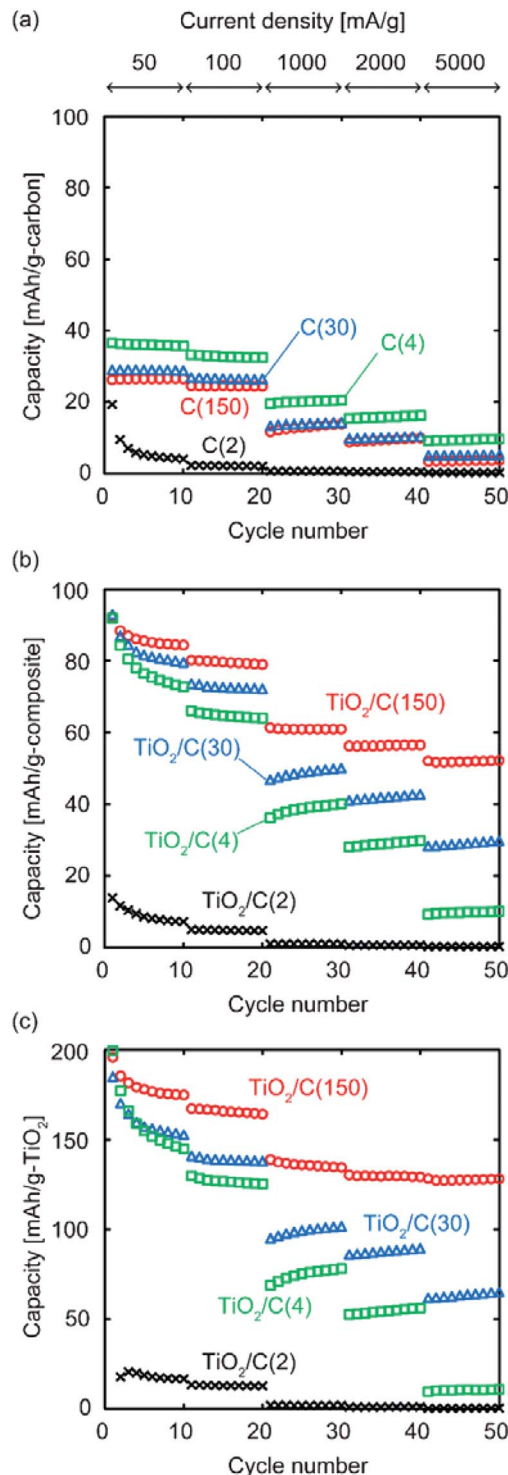 (a)
Current density [mA/g]
50 100 1000 2000 5000
Capacity [mAh/g-carbon]
100
80
60
40
20
0
C(30)
C(4)
C(150)
C(2)
0 10 20 30 40 50
Cycle number
(b)
Capacity [mAh/g-composite]
100
80
60
40
20
0
TiO₂/C(150)
TiO₂/C(30)
TiO₂/C(4)
TiO₂/C(2)
0 10 20 30 40 50
Cycle number
(c)
Capacity [mAh/g-TiO₂]
200
150
100
50
0
TiO₂/C(150)
TiO₂/C(30)
TiO₂/C(4)
TiO₂/C(2)
0 10 20 30 40 50
Cycle number